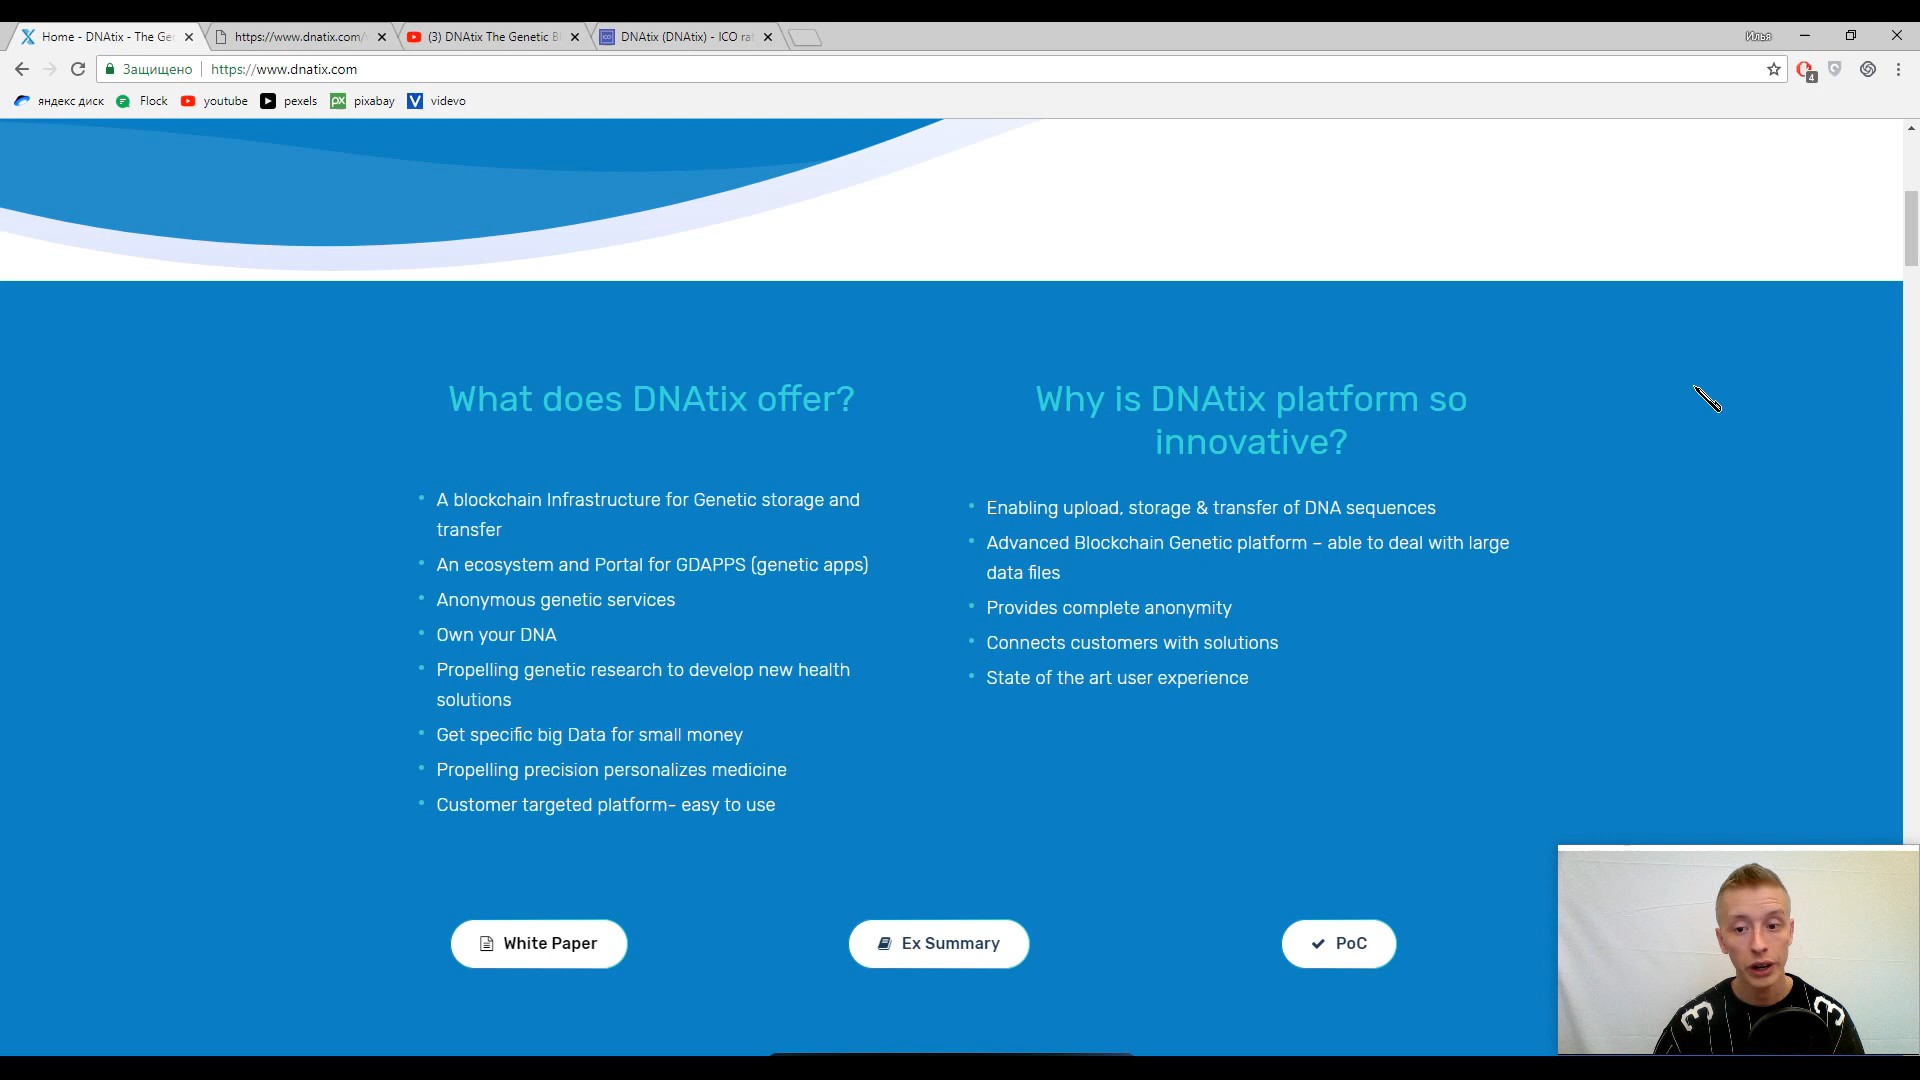 Home - DNAtix - The Ge
https://www.dnatix.com/
(3) DNAtix The Genetic B
DNAtix (DNAtix) - ICO ra
Илья
Защищено
https://www.dnatix.com
4
яндекс диск
Flock
youtube
pexels
px
pixabay
V
videvo
What does DNAtix offer?
A blockchain Infrastructure for Genetic storage and
transfer
An ecosystem and Portal for GDAPPS (genetic apps)
Anonymous genetic services
Own your DNA
Propelling genetic research to develop new health
solutions
Get specific big Data for small money
Propelling precision personalizes medicine
Customer targeted platform- easy to use
Why is DNAtix platform so
innovative?
Enabling upload, storage & transfer of DNA sequences
Advanced Blockchain Genetic platform – able to deal with large
data files
Provides complete anonymity
Connects customers with solutions
State of the art user experience
White Paper
Ex Summary
PoC